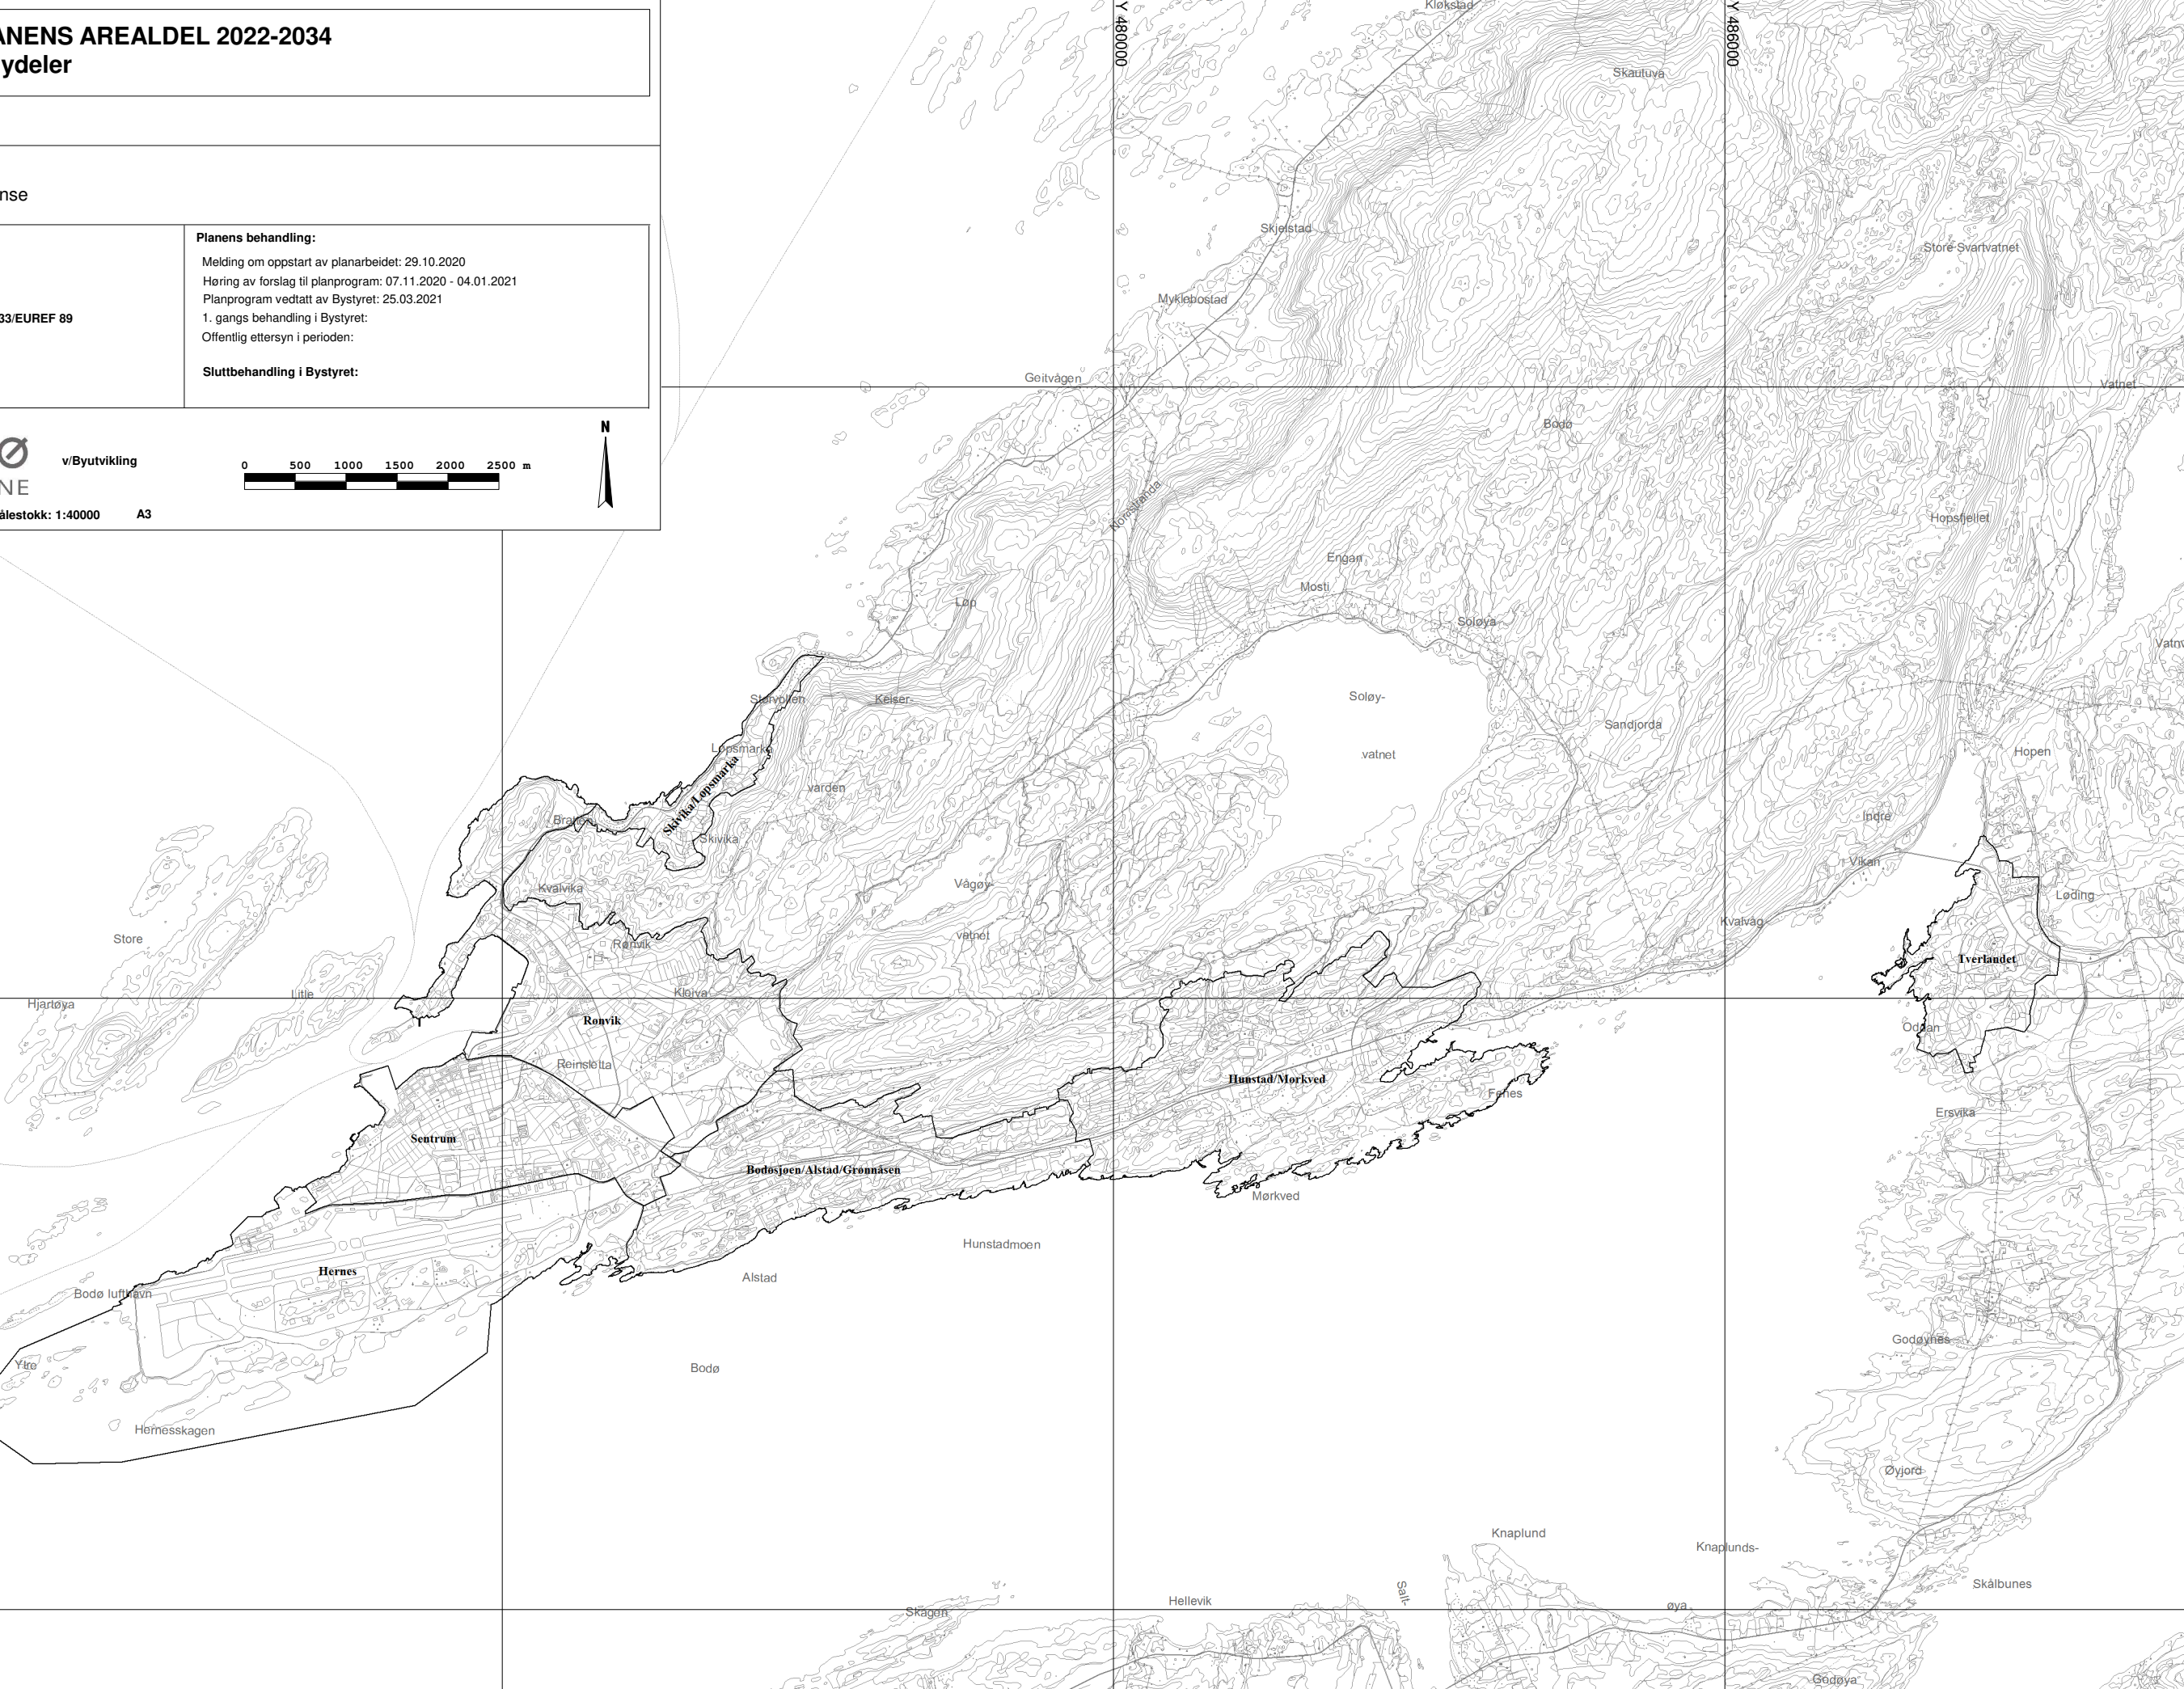 ANENS AREALDEL 2022-2034
ydeler
nse
33/EUREF 89
Planens behandling:
Melding om oppstart av planarbeidet: 29.10.2020
Høring av forslag til planprogram: 07.11.2020 - 04.01.2021
Planprogram vedtatt av Bystyret: 25.03.2021
1. gangs behandling i Bystyret:
Offentlig ettersyn i perioden:
Sluttbehandling i Bystyret:
Ø
NE
v/Byutvikling
0 500 1000 1500 2000 2500 m
N
ålestokk: 1:40000 A3
Y 480000
Y 486000
Kløkstad
Skautuva
Skjelstad
Store Svartvatnet
Myklebostad
Geitvågen
Vatnet
Bodø
Nordstranda
Hopsfjellet
Engan
Mosti
Løp
Soløya
Vatn
Storvollen
Keiser-
Soløy-
Sandjorda
Løpsmarka
vatnet
Hopen
Skivika/Løpsmarka
varden
Bratten
Skivika
Indre
Vikan
Kvalvika
Vågøy-
Løding
Kvalvåg
Store
Rønvik
vatnet
Tverlandet
Litle
Kleiva
Hjartøya
Rønvik
Oddan
Reinsletta
Hunstad/Mørkved
Fenes
Ersvika
Sentrum
Bodøsjøen/Alstad/Grønnåsen
Mørkved
Hunstadmoen
Hernes
Alstad
Bodø lufthavn
Godøynes
Ytre
Bodø
Hernesskagen
Øyjord
Knaplund
Knaplunds-
Skålbunes
Salt-
Hellevik
øya
Skagen
Godøya